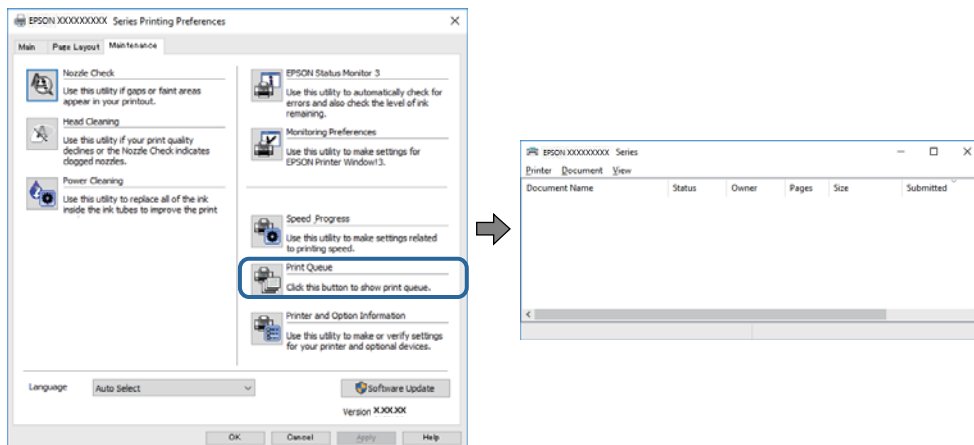 EPSON XXXXXXXXX Series Printing Preferences
Main Page Layout Maintenance
Nozzle Check
Use this utility if gaps or faint areas
appear in your printout.
Head Cleaning
Use this utility if your print quality
declines or the Nozzle Check indicates
clogged nozzles.
Power Cleaning
Use this utility to replace all of the ink
inside the ink tubes to improve the print
EPSON Status Monitor 3
Use this utility to automatically check for
errors and also check the level of ink
remaining.
Monitoring Preferences
Use this utility to make settings for
EPSON Printer Window!3.
Speed_Progress
Use this utility to make settings related
to printing speed.
Print Queue
Click this button to show print queue.
Printer and Option Information
Use this utility to make or verify settings
for your printer and optional devices.
Language Auto Select
Software Update
Version X.XX.XX
OK Cancel Apply Help
EPSON XXXXXXXXX Series
Printer Document View
Document Name Status Owner Pages Size Submitted